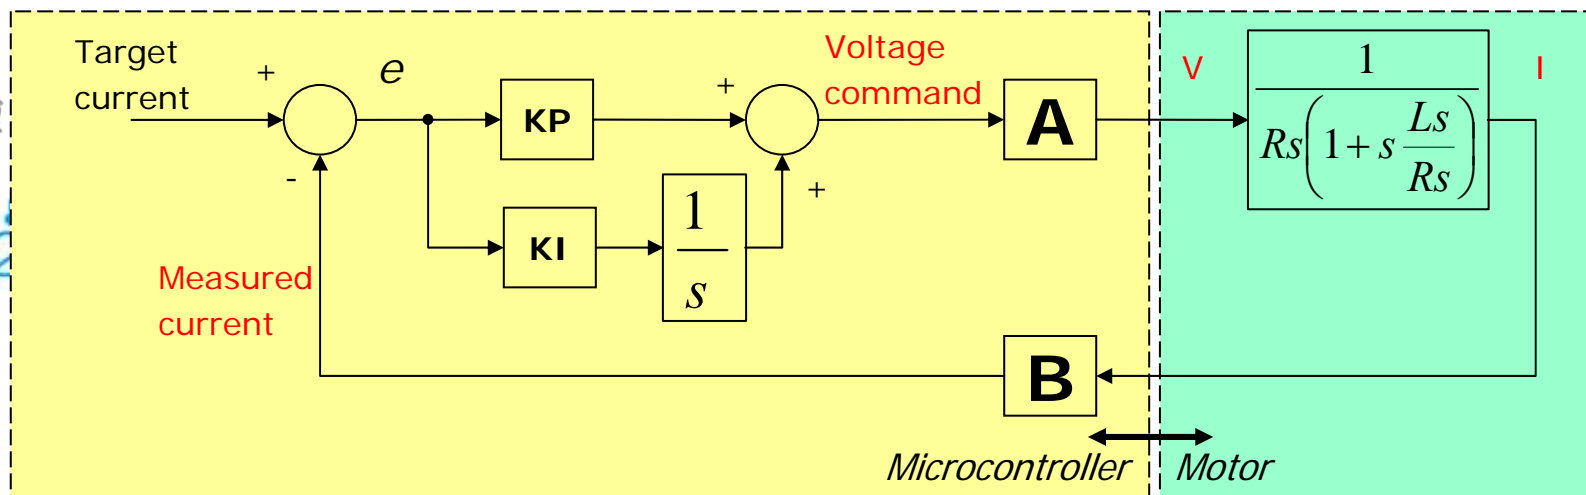 Target
current
+
-
e
KP
KI
1
s
+
+
Voltage
command
A
V
1
Rs(1+s Ls
Rs)
I
Measured
current
B
Microcontroller
Motor